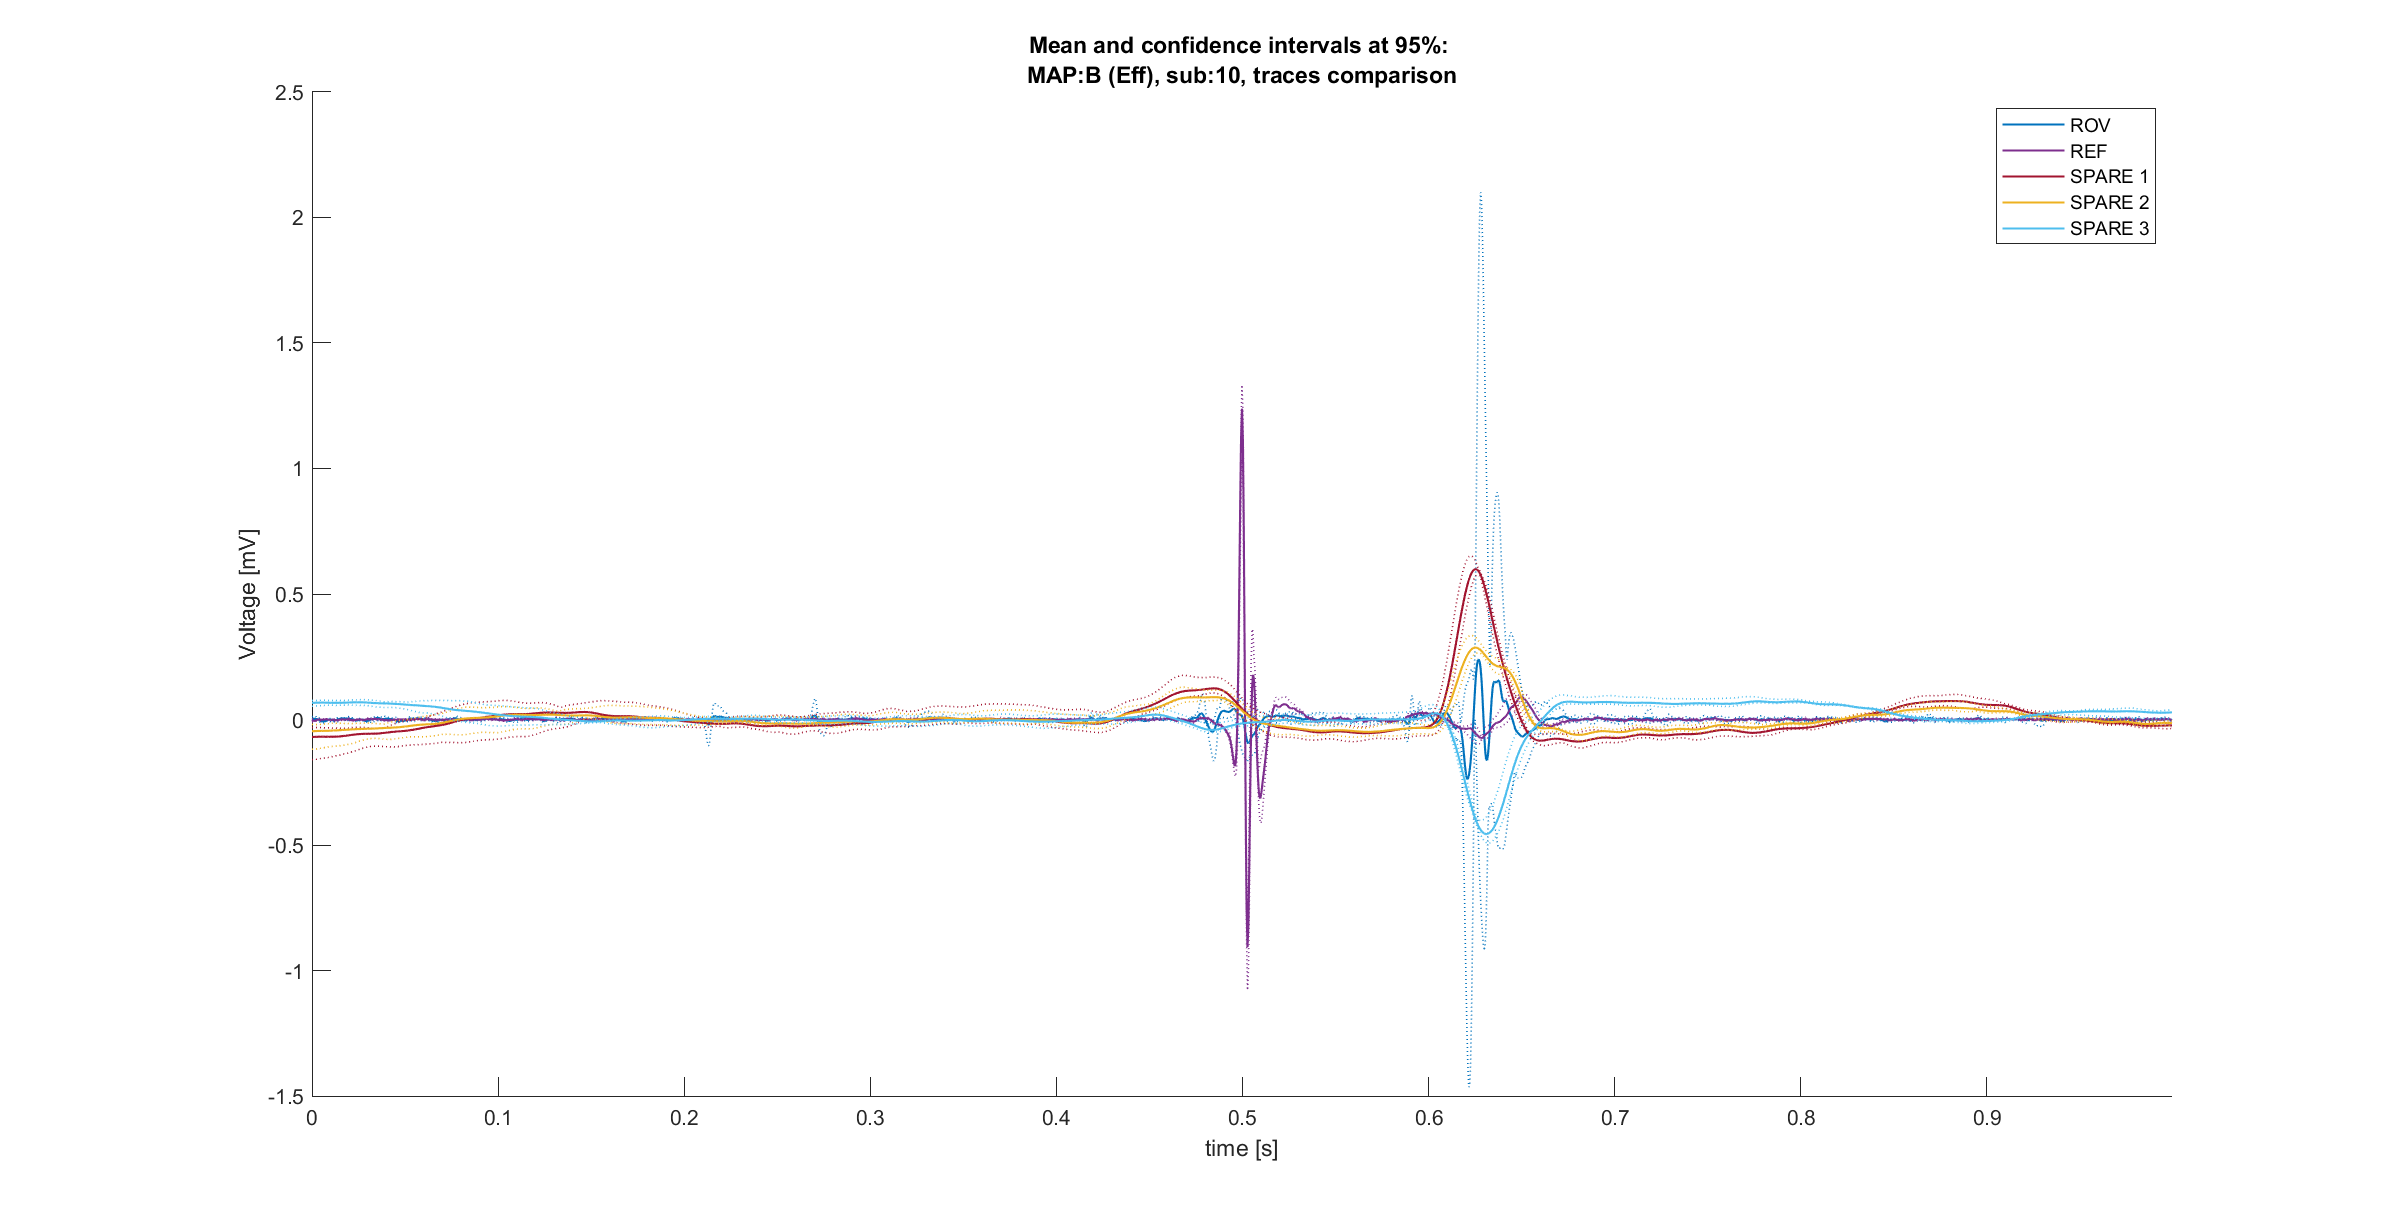 Mean and confidence intervals at 95%:
MAP:B (Eff), sub:10, traces comparison
2.5
2
1.5
1
0.5
0
-0.5
-1
-1.5
Voltage [mV]
0
0.1
0.2
0.3
0.4
0.5
0.6
0.7
0.8
0.9
time [s]
ROV
REF
SPARE 1
SPARE 2
SPARE 3